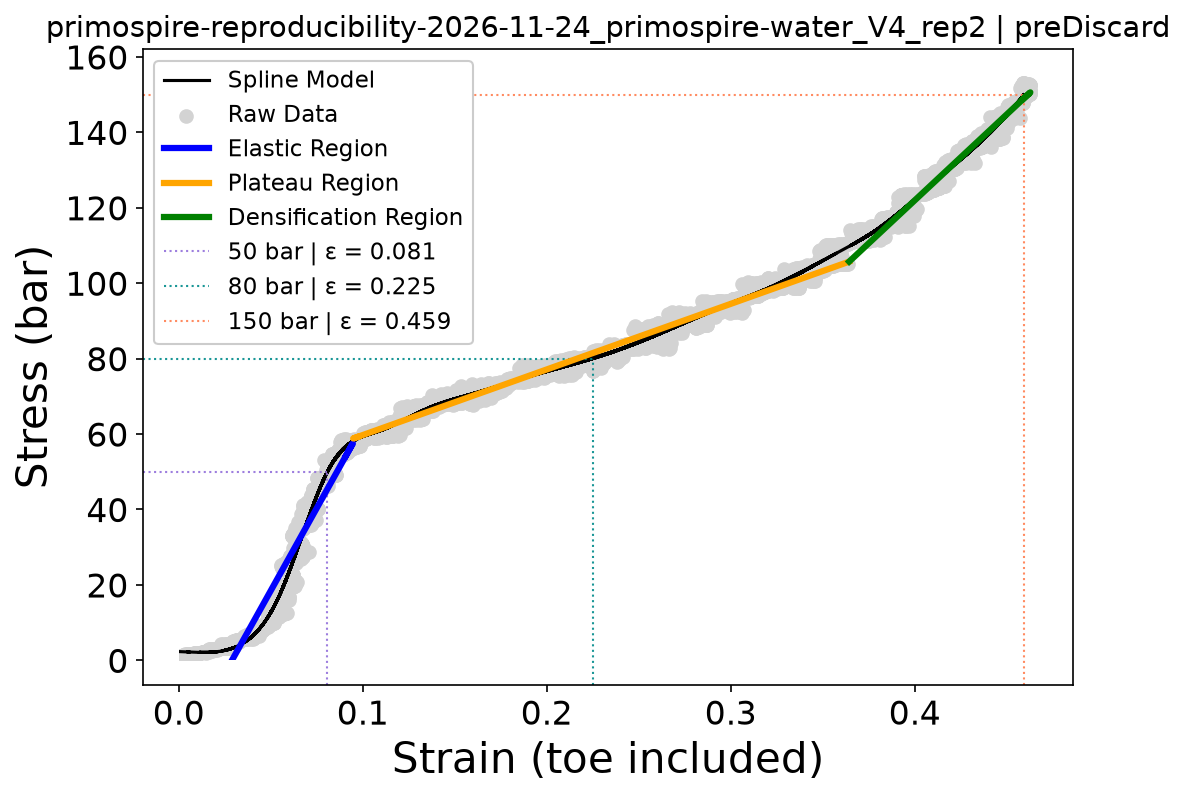 primospire-reproducibility-2026-11-24_primospire-water_V4_rep2 | preDiscard
160
140
120
100
80
60
40
20
0
Stress (bar)
Spline Model
Raw Data
Elastic Region
Plateau Region
Densification Region
50 bar | ε = 0.081
80 bar | ε = 0.225
150 bar | ε = 0.459
0.0 0.1 0.2 0.3 0.4
Strain (toe included)